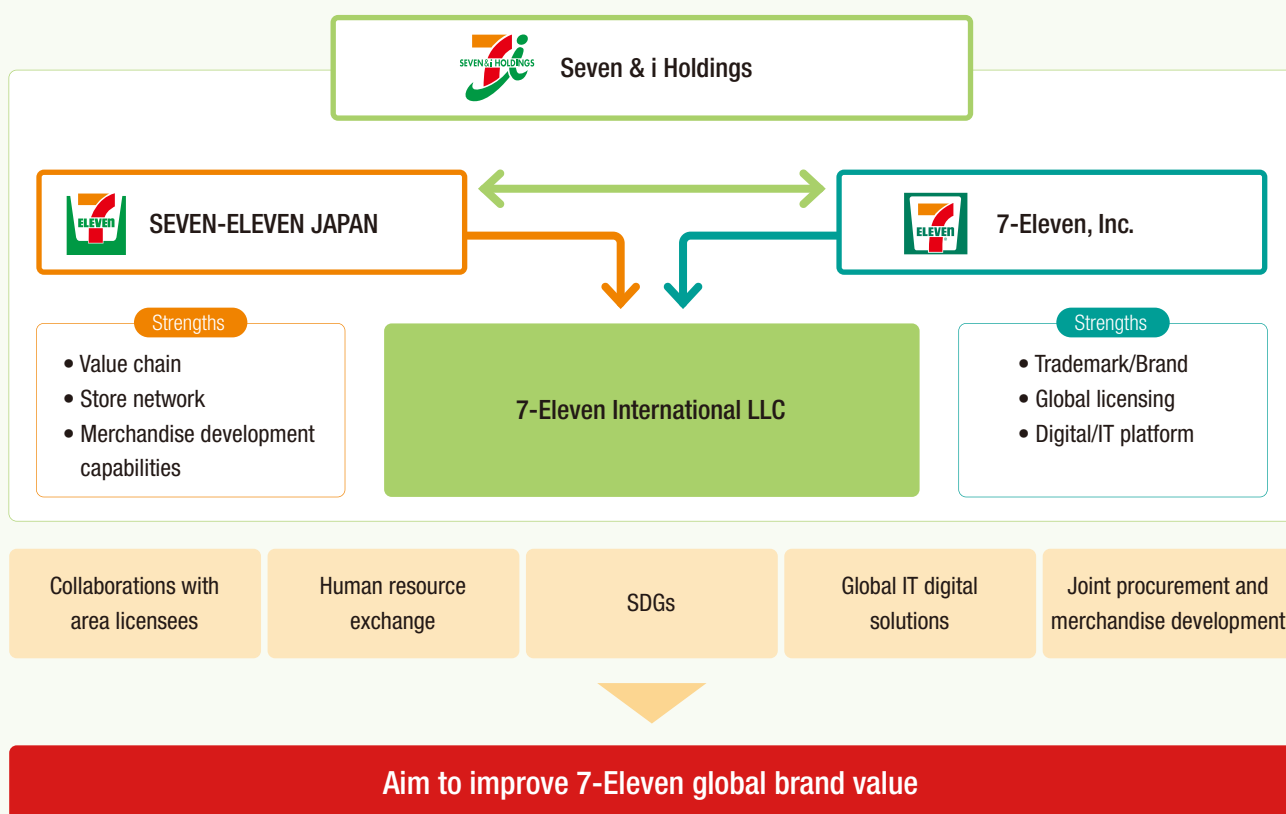 SEVEN & i HOLDINGS
Seven & i Holdings
7
ELEVEN
SEVEN-ELEVEN JAPAN
7
ELEVEN
7-Eleven, Inc.
Strengths
• Value chain
• Store network
• Merchandise development
capabilities
7-Eleven International LLC
Strengths
• Trademark/Brand
• Global licensing
• Digital/IT platform
Collaborations with
area licensees
Human resource
exchange
SDGs
Global IT digital
solutions
Joint procurement and
merchandise development
Aim to improve 7-Eleven global brand value